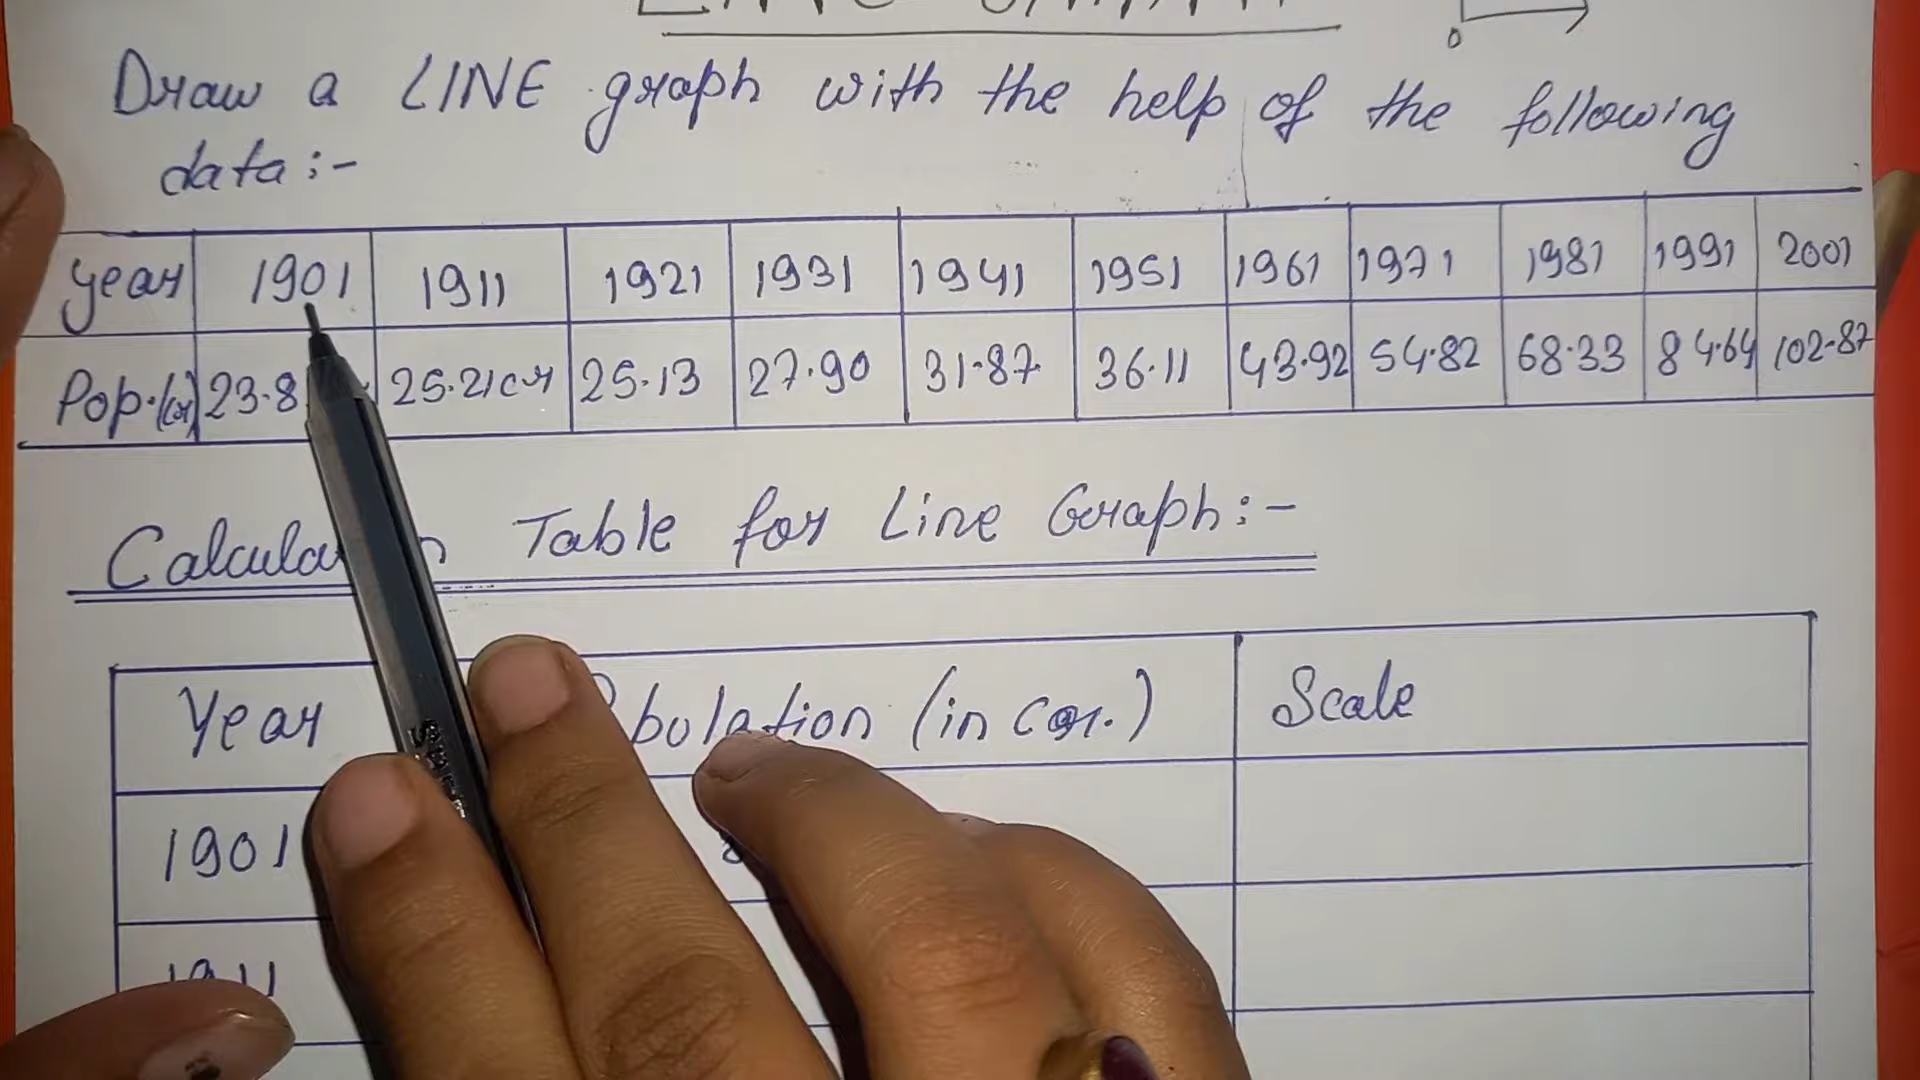 Draw a LINE graph with the help of the following
data:-
year 1901 1911 1921 1931 1941 1951 1961 1971 1981 1991 2001
Pop.(cr) 23.8 25.21cr 25.13 27.90 31.87 36.11 43.92 54.82 68.33 84.64 102.87
Table for Line Graph:-
Year (in cr.) Scale
1901
1911